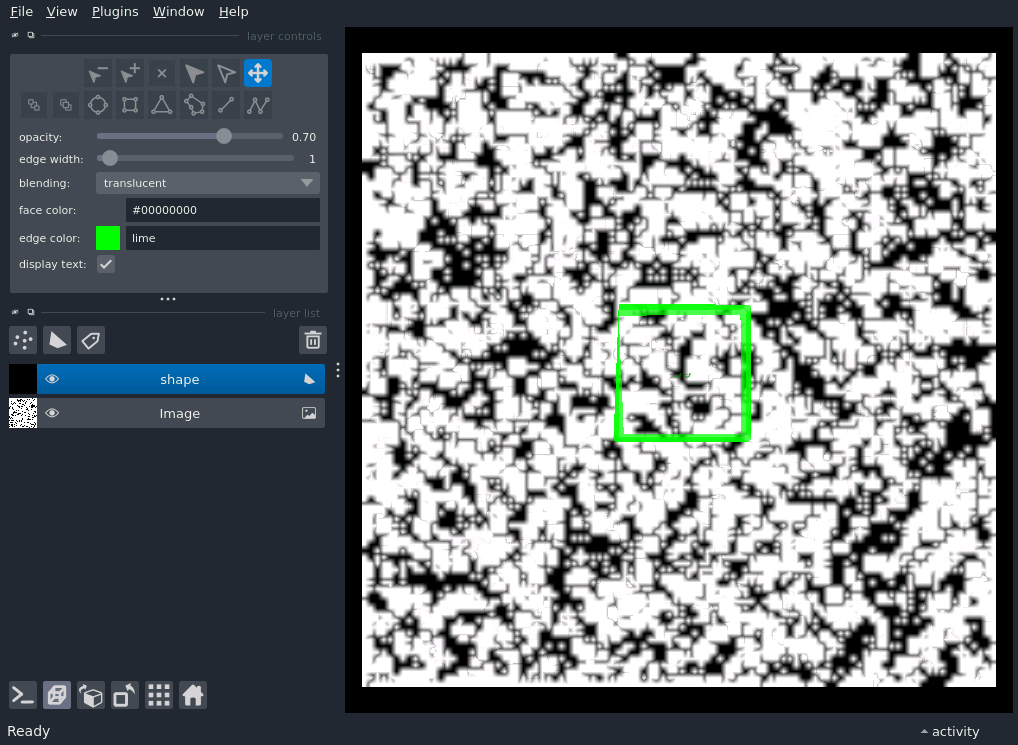 File View Plugins Window Help
layer controls
opacity: 0.70
edge width: 1
blending: translucent
face color: #00000000
edge color: lime
display text:
layer list
shape
Image
Ready
activity